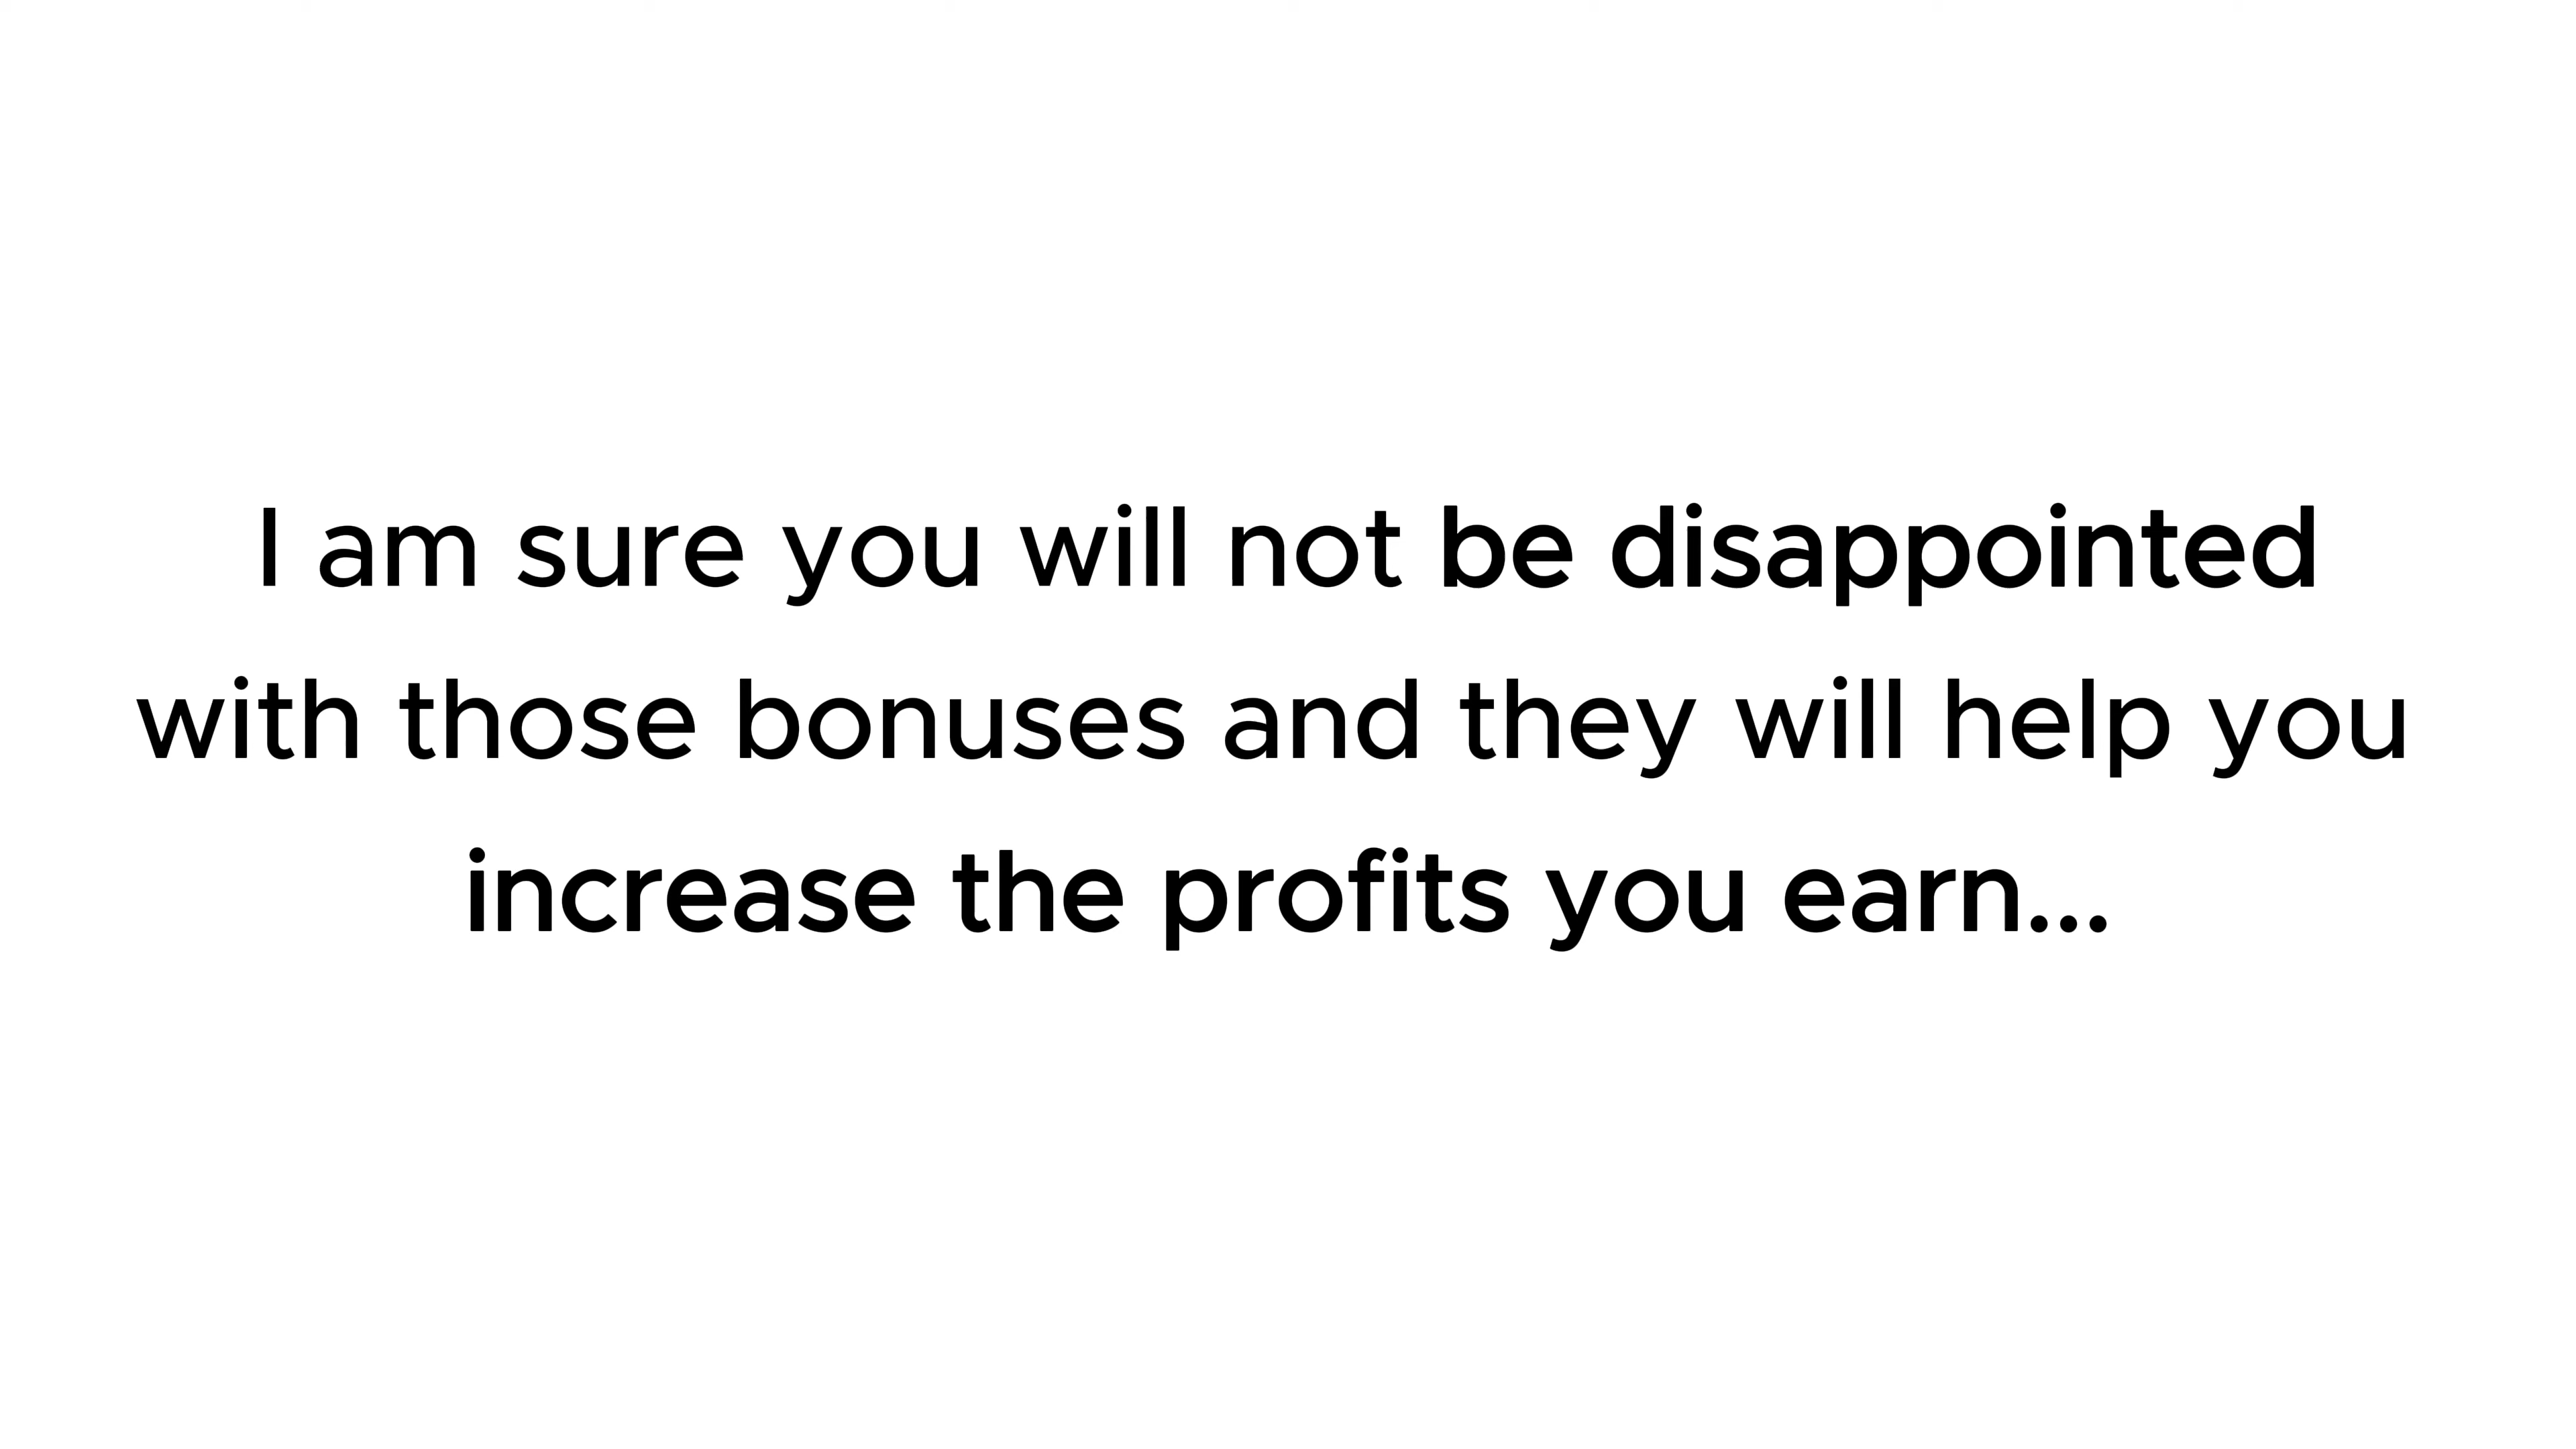 I am sure you will not be disappointed
with those bonuses and they will help you
increase the profits you earn...